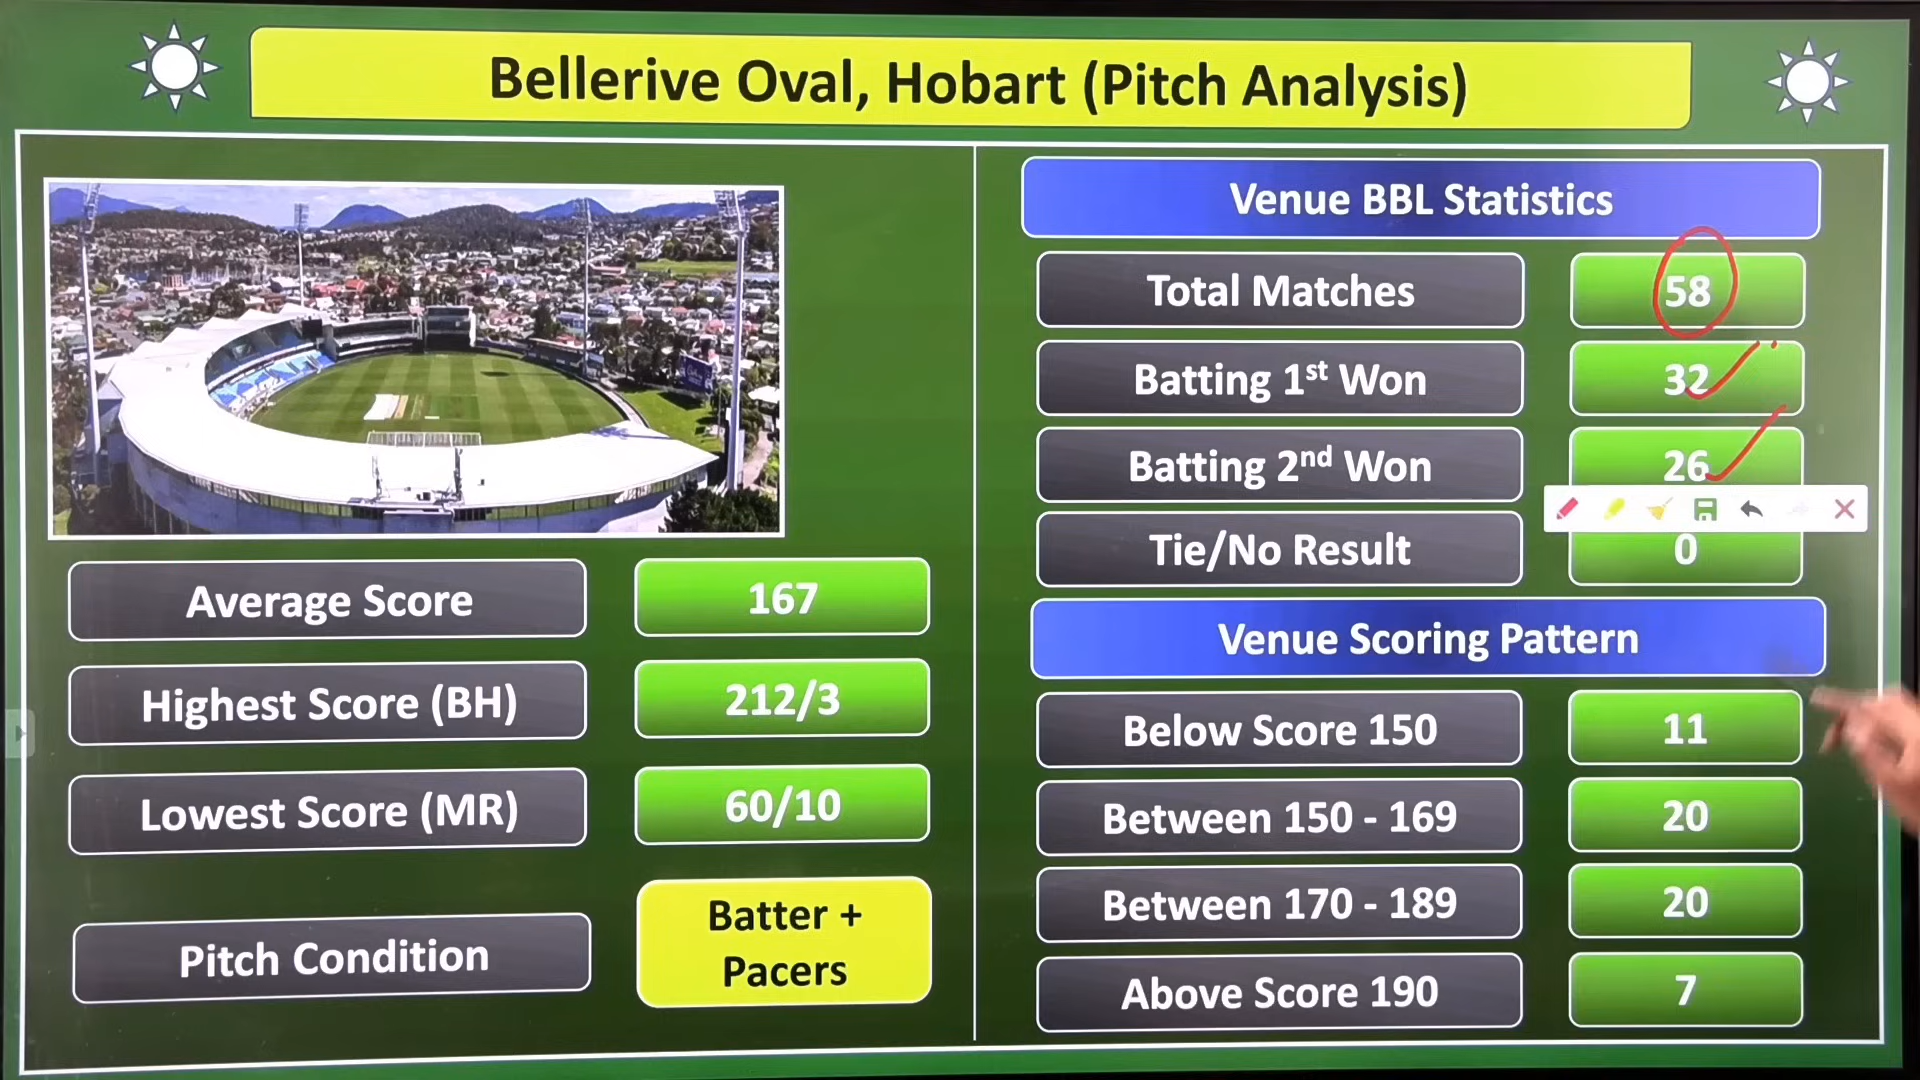 Bellerive Oval, Hobart (Pitch Analysis)
Average Score 167
Highest Score (BH) 212/3
Lowest Score (MR) 60/10
Pitch Condition Batter +
Pacers
Venue BBL Statistics
Total Matches 58
Batting 1st Won 32
Batting 2nd Won 26
Tie/No Result 0
Venue Scoring Pattern
Below Score 150 11
Between 150 - 169 20
Between 170 - 189 20
Above Score 190 7